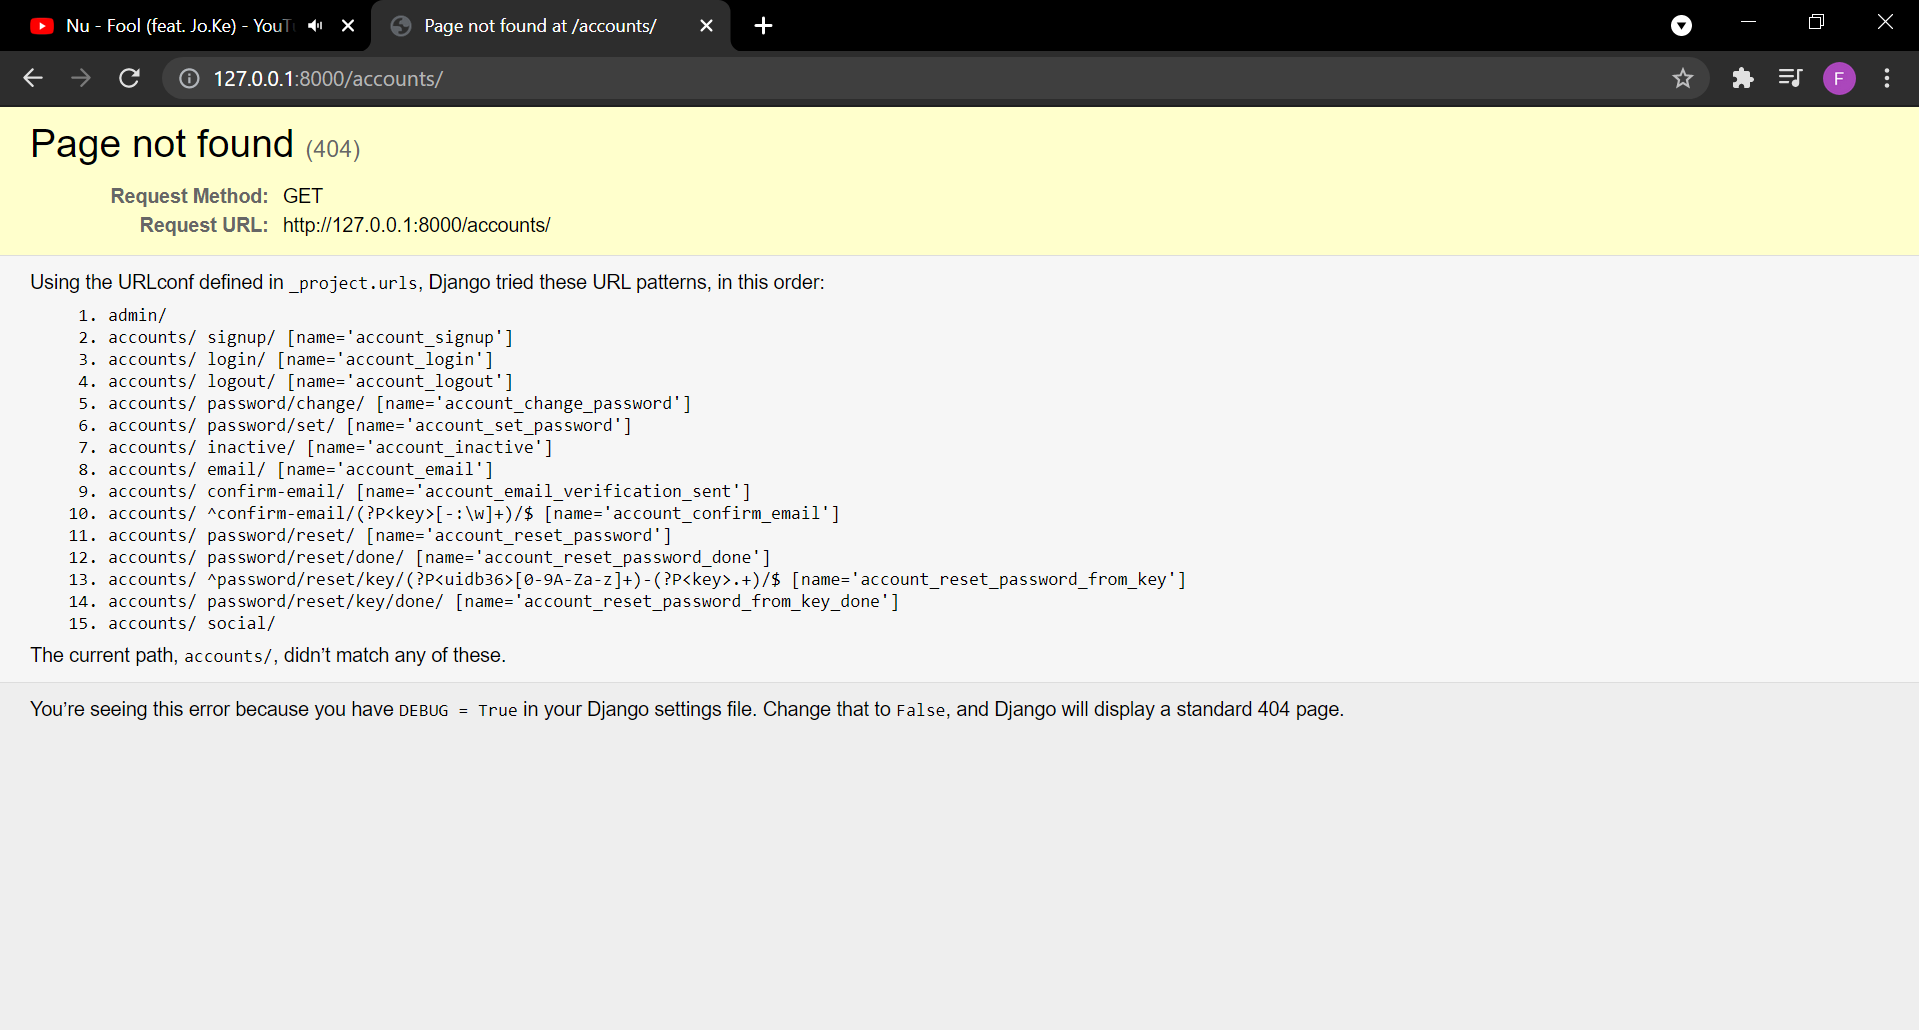 Nu - Fool (feat. Jo.Ke) - YouT
Page not found at /accounts/
127.0.0.1:8000/accounts/
F
Page not found (404)
Request Method: GET
Request URL: http://127.0.0.1:8000/accounts/
Using the URLconf defined in _project.urls, Django tried these URL patterns, in this order:
1. admin/
2. accounts/ signup/ [name='account_signup']
3. accounts/ login/ [name='account_login']
4. accounts/ logout/ [name='account_logout']
5. accounts/ password/change/ [name='account_change_password']
6. accounts/ password/set/ [name='account_set_password']
7. accounts/ inactive/ [name='account_inactive']
8. accounts/ email/ [name='account_email']
9. accounts/ confirm-email/ [name='account_email_verification_sent']
10. accounts/ ^confirm-email/(?P<key>[-:\w]+)/$ [name='account_confirm_email']
11. accounts/ password/reset/ [name='account_reset_password']
12. accounts/ password/reset/done/ [name='account_reset_password_done']
13. accounts/ ^password/reset/key/(?P<uidb36>[0-9A-Za-z]+)-(?P<key>.+)/$ [name='account_reset_password_from_key']
14. accounts/ password/reset/key/done/ [name='account_reset_password_from_key_done']
15. accounts/ social/
The current path, accounts/, didn’t match any of these.
You’re seeing this error because you have DEBUG = True in your Django settings file. Change that to False, and Django will display a standard 404 page.